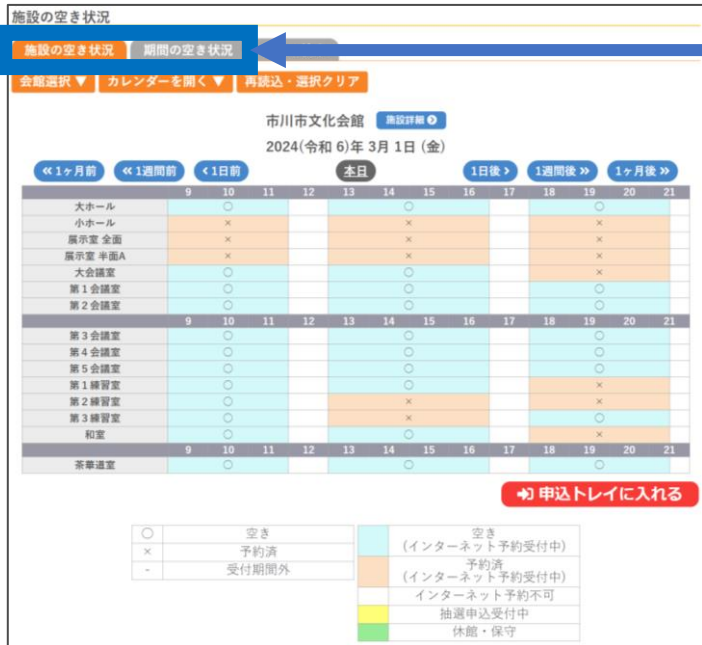 施設の空き状況
施設の空き状況 期間の空き状況
会館選択▼ カレンダーを開く▼ 再読込・選択クリア
市川市文化会館 施設詳細
2024(令和 6)年 3月 1日 (金)
≪1ヶ月前 ≪1週間前 <1日前 本日 1日後> 1週間後≫ 1ヶ月後≫
9 10 11 12 13 14 15 16 17 18 19 20 21
大ホール ○ ○ ○
小ホール × × ×
展示室 全面 × × ×
展示室 半面A × × ×
大会議室 ○ ○ ×
第1会議室 ○ ○ ○
第2会議室 ○ ○ ○
9 10 11 12 13 14 15 16 17 18 19 20 21
第3会議室 ○ ○ ○
第4会議室 ○ ○ ○
第5会議室 ○ ○ ○
第1練習室 ○ ○ ×
第2練習室 ○ × ×
第3練習室 ○ × ○
和室 ○ ○ ×
9 10 11 12 13 14 15 16 17 18 19 20 21
茶華道室 ○ ○ ○
申込トレイに入れる
○ 空き
× 予約済
- 受付期間外
空き
(インターネット予約受付中)
予約済
(インターネット予約受付中)
インターネット予約不可
抽選申込受付中
休館・保守